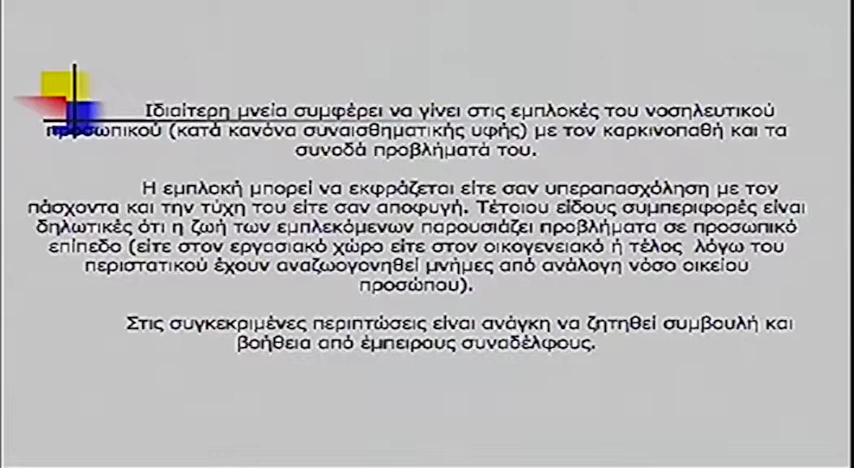 Ιδιαίτερη μνεία συμφέρει να γίνει στις εμπλοκές του νοσηλευτικού
προσωπικού (κατά κανόνα συναισθηματικής υφής) με τον καρκινοπαθή και τα
συνοδά προβλήματά του.
Η εμπλοκή μπορεί να εκφράζεται είτε σαν υπεραπασχόληση με τον
πάσχοντα και την τύχη του είτε σαν αποφυγή. Τέτοιου είδους συμπεριφορές είναι
δηλωτικές ότι η ζωή των εμπλεκόμενων παρουσιάζει προβλήματα σε προσωπικό
επίπεδο (είτε στον εργασιακό χώρο είτε στον οικογενειακό ή τέλος λόγω του
περιστατικού έχουν αναζωογονηθεί μνήμες από ανάλογη νόσο οικείου
προσώπου).
Στις συγκεκριμένες περιπτώσεις είναι ανάγκη να ζητηθεί συμβουλή και
βοήθεια από έμπειρους συναδέλφους.